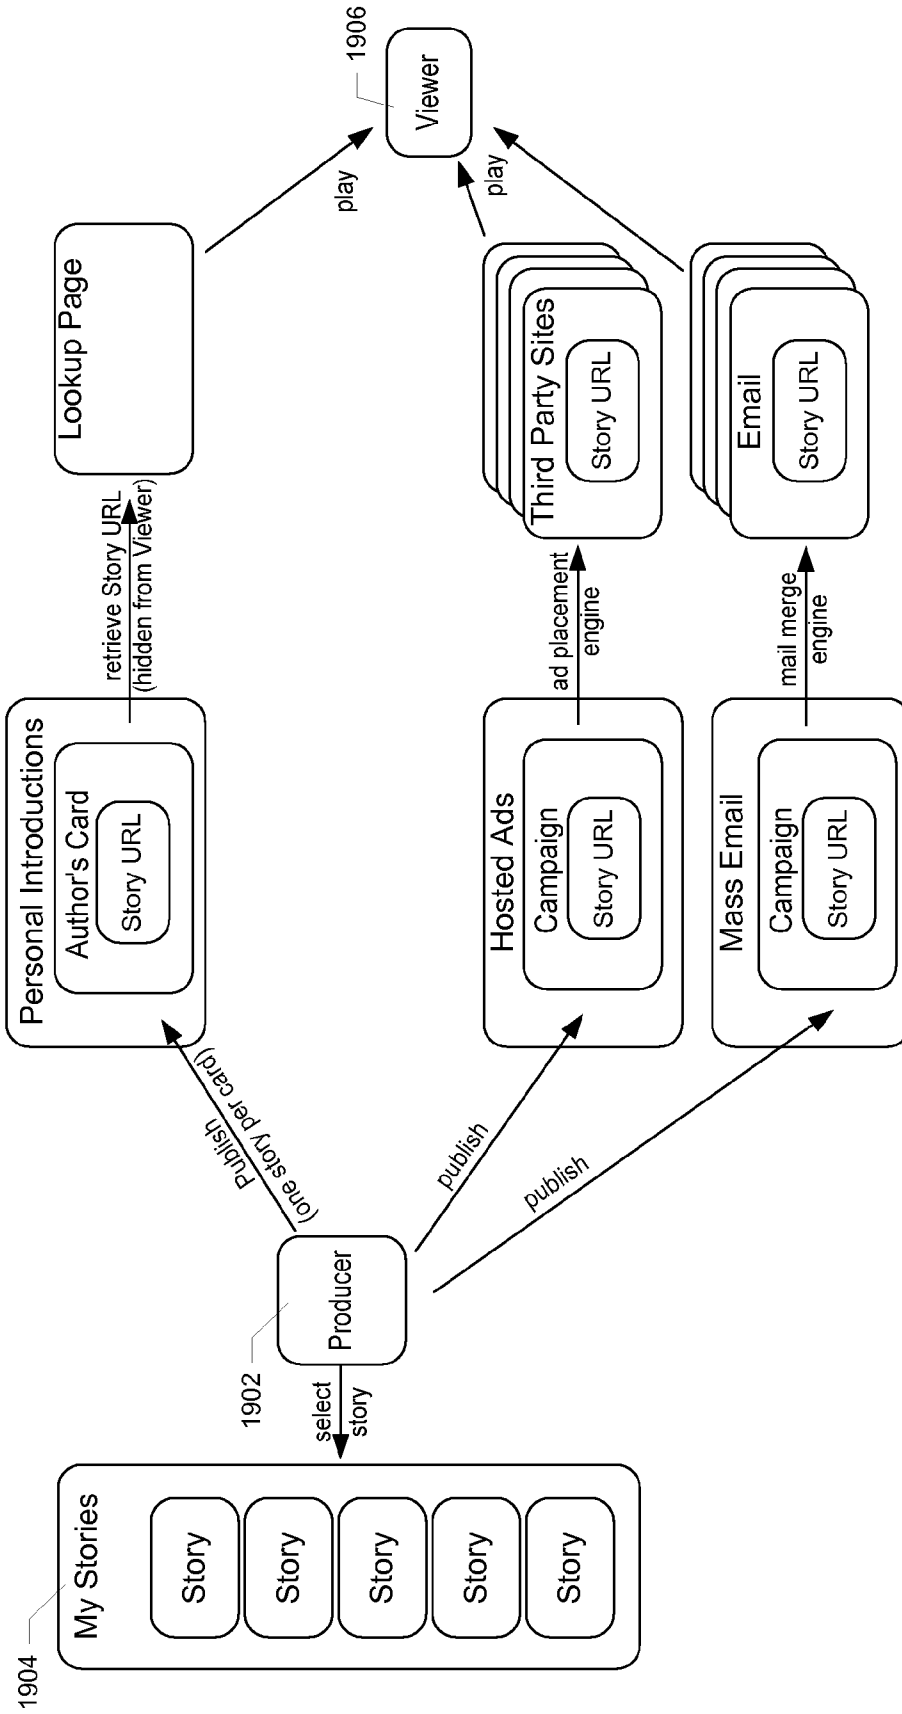 1904
My Stories
Story
Story
Story
Story
Story
select
story
1902
Producer
Publish
(one story per card)
publish
publish
Personal Introductions
Author's Card
Story URL
retrieve Story URL
(hidden from Viewer)
Lookup Page
play
Hosted Ads
Campaign
Story URL
ad placement
engine
Third Party Sites
Story URL
Mass Email
Campaign
Story URL
mail merge
engine
Email
Story URL
play
1906
Viewer